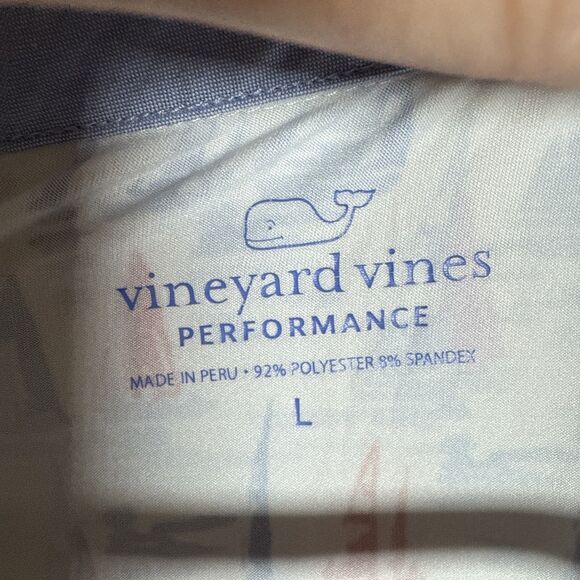 vineyard vines
PERFORMANCE
MADE IN PERU • 92% POLYESTER 8% SPANDEX
L